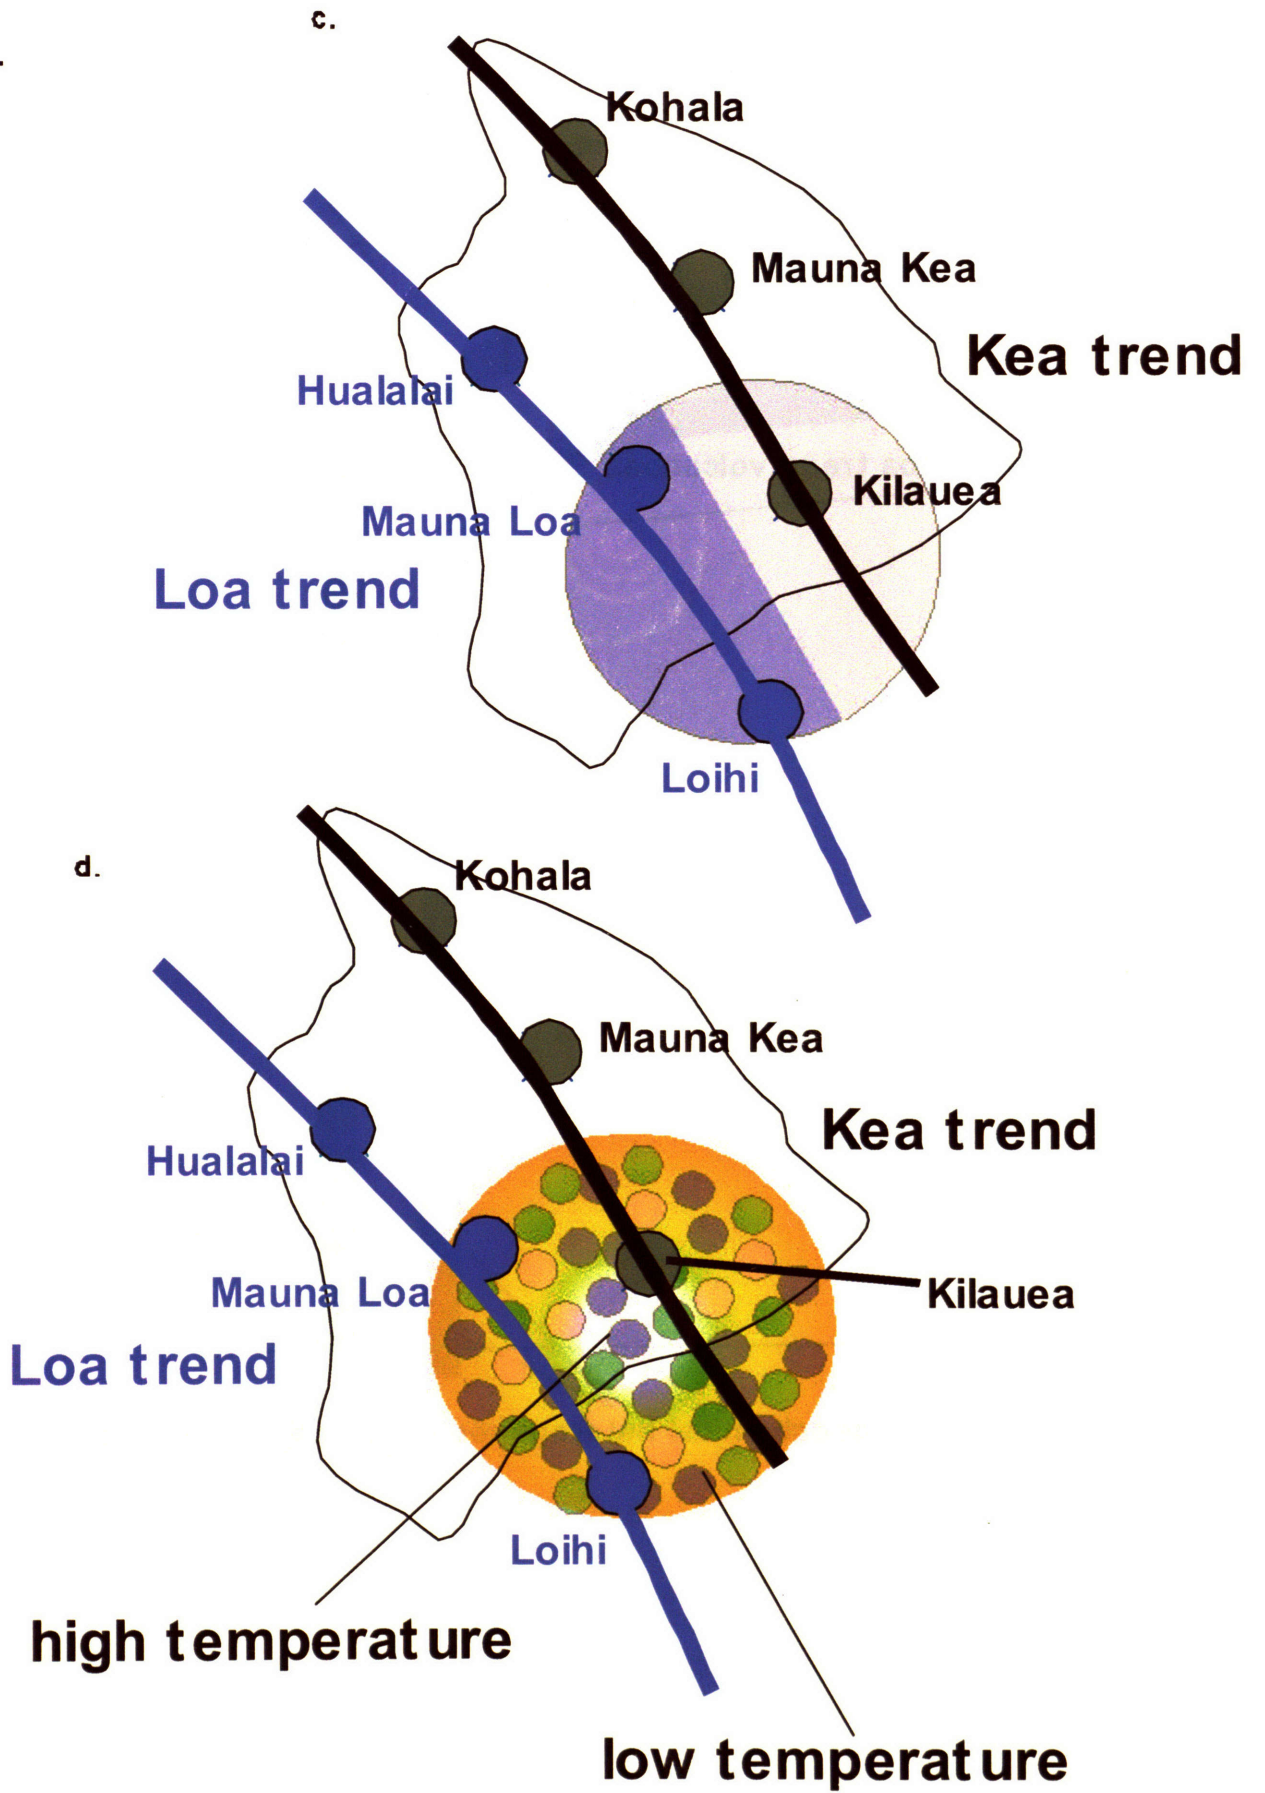 c.
Kohala
Mauna Kea
Kea trend
Hualalai
Kilauea
Mauna Loa
Loa trend
Loihi
d.
Kohala
Mauna Kea
Kea trend
Hualalai
Mauna Loa
Kilauea
Loa trend
Loihi
high temperature
low temperature